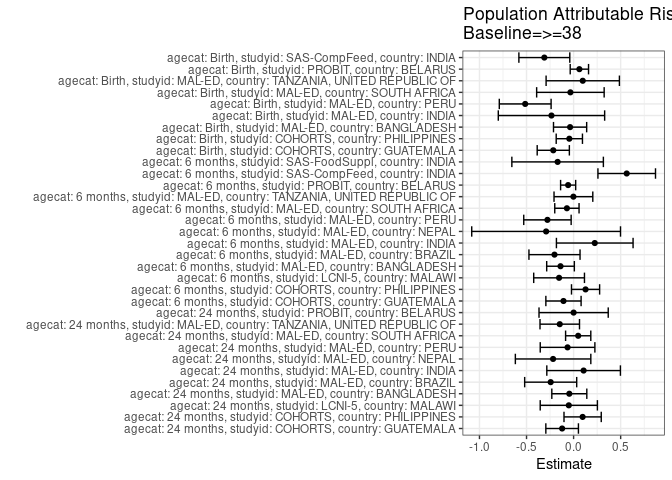 Population Attributable Ris
Baseline=>=38
agecat: Birth, studyid: SAS-CompFeed, country: INDIA
agecat: Birth, studyid: PROBIT, country: BELARUS
agecat: Birth, studyid: MAL-ED, country: TANZANIA, UNITED REPUBLIC OF
agecat: Birth, studyid: MAL-ED, country: SOUTH AFRICA
agecat: Birth, studyid: MAL-ED, country: PERU
agecat: Birth, studyid: MAL-ED, country: INDIA
agecat: Birth, studyid: MAL-ED, country: BANGLADESH
agecat: Birth, studyid: COHORTS, country: PHILIPPINES
agecat: Birth, studyid: COHORTS, country: GUATEMALA
agecat: 6 months, studyid: SAS-FoodSuppl, country: INDIA
agecat: 6 months, studyid: SAS-CompFeed, country: INDIA
agecat: 6 months, studyid: PROBIT, country: BELARUS
agecat: 6 months, studyid: MAL-ED, country: TANZANIA, UNITED REPUBLIC OF
agecat: 6 months, studyid: MAL-ED, country: SOUTH AFRICA
agecat: 6 months, studyid: MAL-ED, country: PERU
agecat: 6 months, studyid: MAL-ED, country: NEPAL
agecat: 6 months, studyid: MAL-ED, country: INDIA
agecat: 6 months, studyid: MAL-ED, country: BRAZIL
agecat: 6 months, studyid: MAL-ED, country: BANGLADESH
agecat: 6 months, studyid: LCNI-5, country: MALAWI
agecat: 6 months, studyid: COHORTS, country: PHILIPPINES
agecat: 6 months, studyid: COHORTS, country: GUATEMALA
agecat: 24 months, studyid: PROBIT, country: BELARUS
agecat: 24 months, studyid: MAL-ED, country: TANZANIA, UNITED REPUBLIC OF
agecat: 24 months, studyid: MAL-ED, country: SOUTH AFRICA
agecat: 24 months, studyid: MAL-ED, country: PERU
agecat: 24 months, studyid: MAL-ED, country: NEPAL
agecat: 24 months, studyid: MAL-ED, country: INDIA
agecat: 24 months, studyid: MAL-ED, country: BRAZIL
agecat: 24 months, studyid: MAL-ED, country: BANGLADESH
agecat: 24 months, studyid: LCNI-5, country: MALAWI
agecat: 24 months, studyid: COHORTS, country: PHILIPPINES
agecat: 24 months, studyid: COHORTS, country: GUATEMALA
-1.0 -0.5 0.0 0.5
Estimate